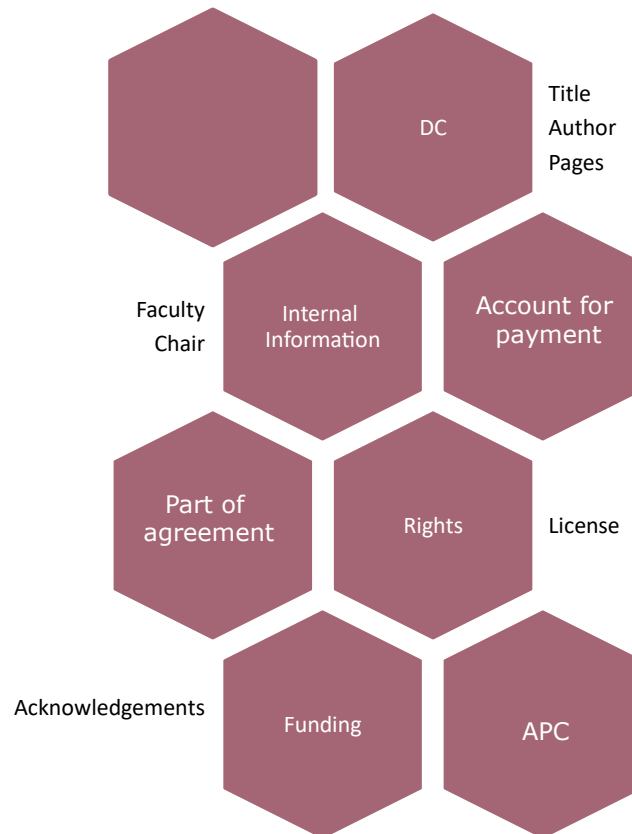 DC
Title
Author
Pages
Faculty
Chair
Internal
Information
Account for
payment
Part of
agreement
Rights
License
Acknowledgements
Funding
APC